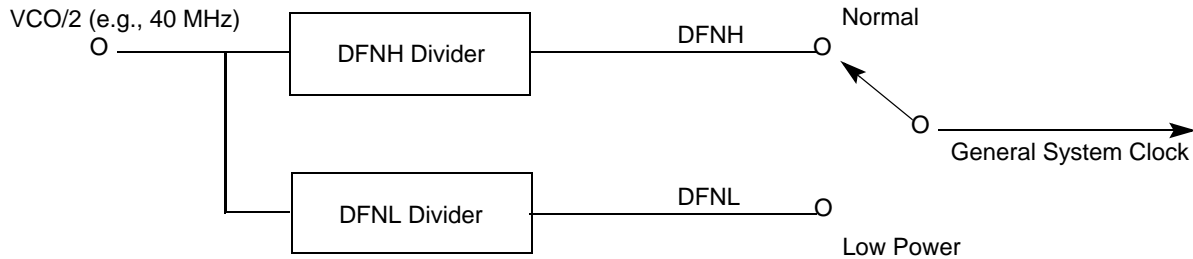 VCO/2 (e.g., 40 MHz)
DFNH Divider
DFNH
Normal
General System Clock
DFNL Divider
DFNL
Low Power